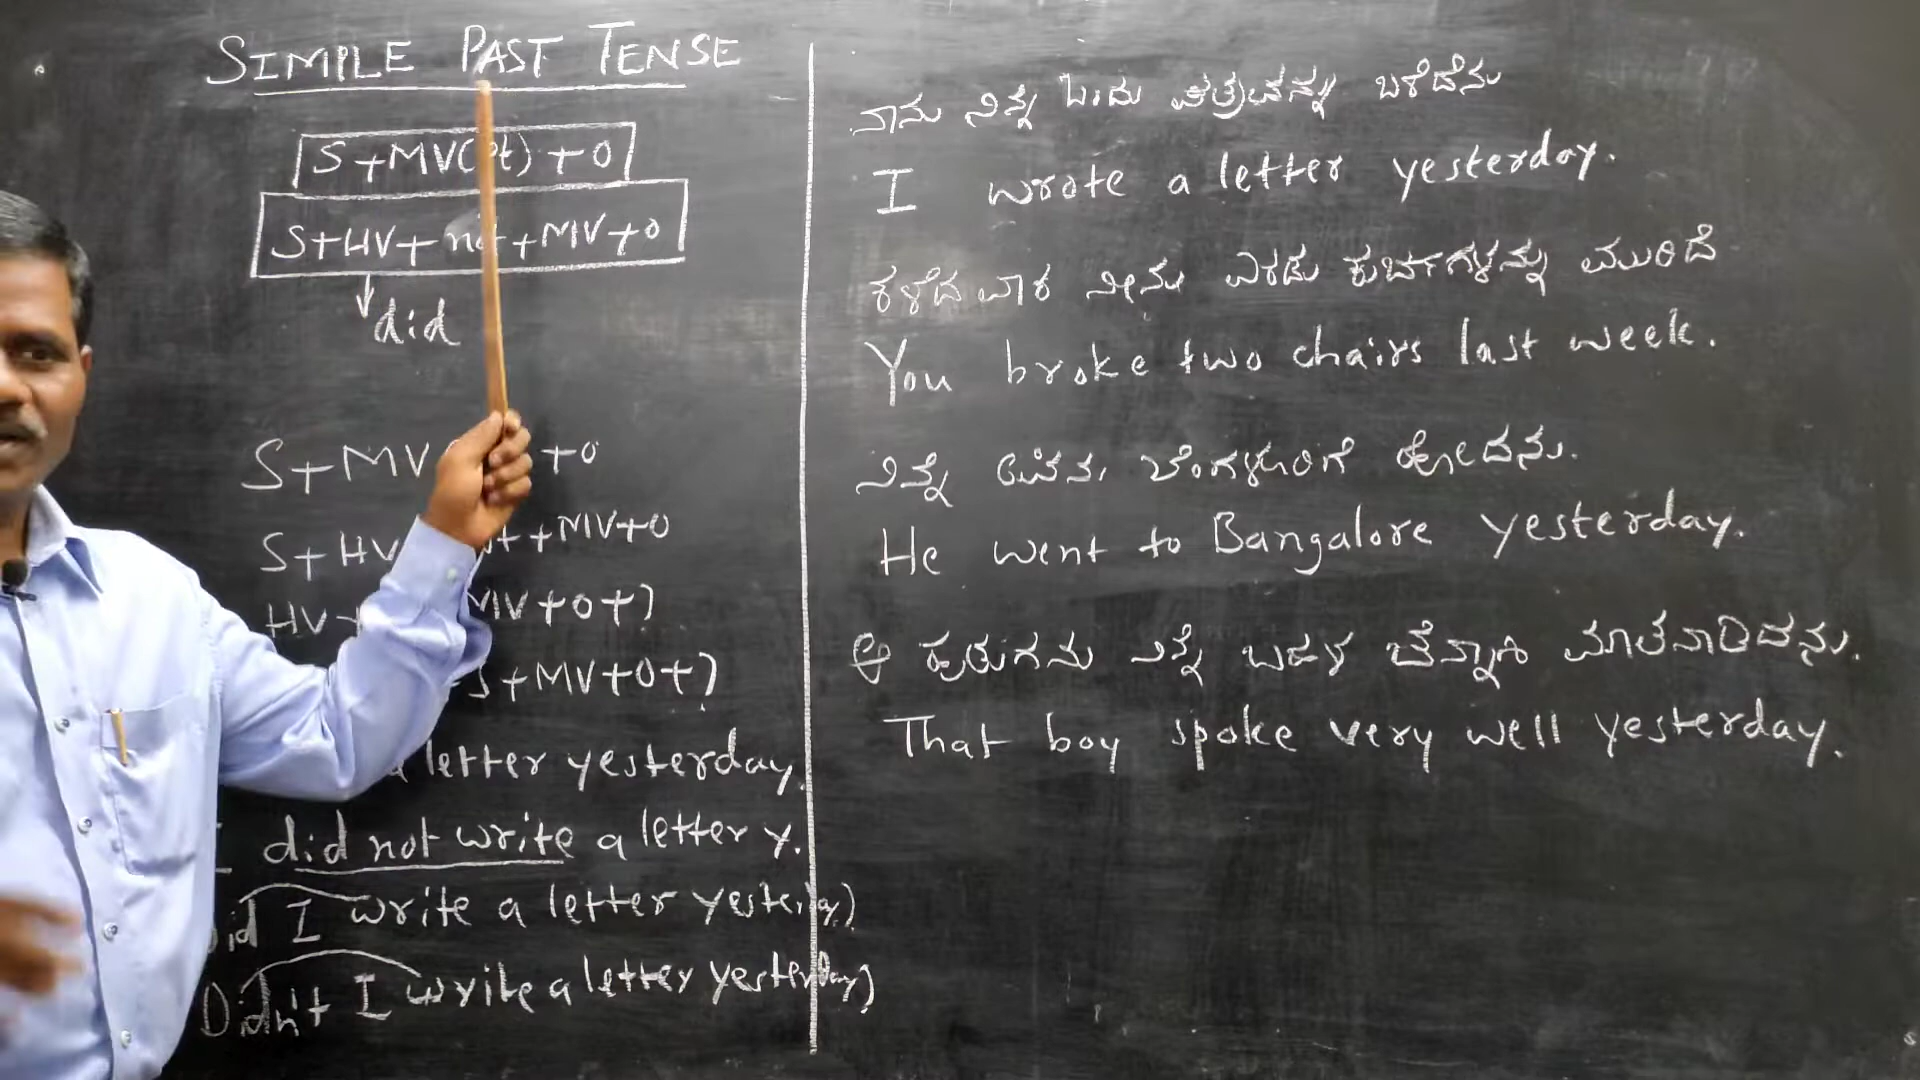 SIMPLE PAST TENSE
S+MV(Pt)+O
S+HV+not+MV+O
did
S+MV +O
S+HV +MV+O
HV+ MV+O+?
S+MV+O+?
a letter yesterday.
I did not write a letter y.
Did I write a letter yesterday?
Didn't I write a letter yesterday?
ನಾನು ನಿನ್ನೆ ಒಂದು ಪತ್ರವನ್ನು ಬರೆದೆನು
I wrote a letter yesterday.
ಕಳೆದ ವಾರ ನೀನು ಎರಡು ಕುರ್ಚಿಗಳನ್ನು ಮುರಿದೆ
You broke two chairs last week.
ನಿನ್ನೆ ಅವನು ಬೆಂಗಳೂರಿಗೆ ಹೋದನು.
He went to Bangalore yesterday.
ಆ ಹುಡುಗನು ನಿನ್ನೆ ಬಹಳ ಚೆನ್ನಾಗಿ ಮಾತನಾಡಿದನು.
That boy spoke very well yesterday.